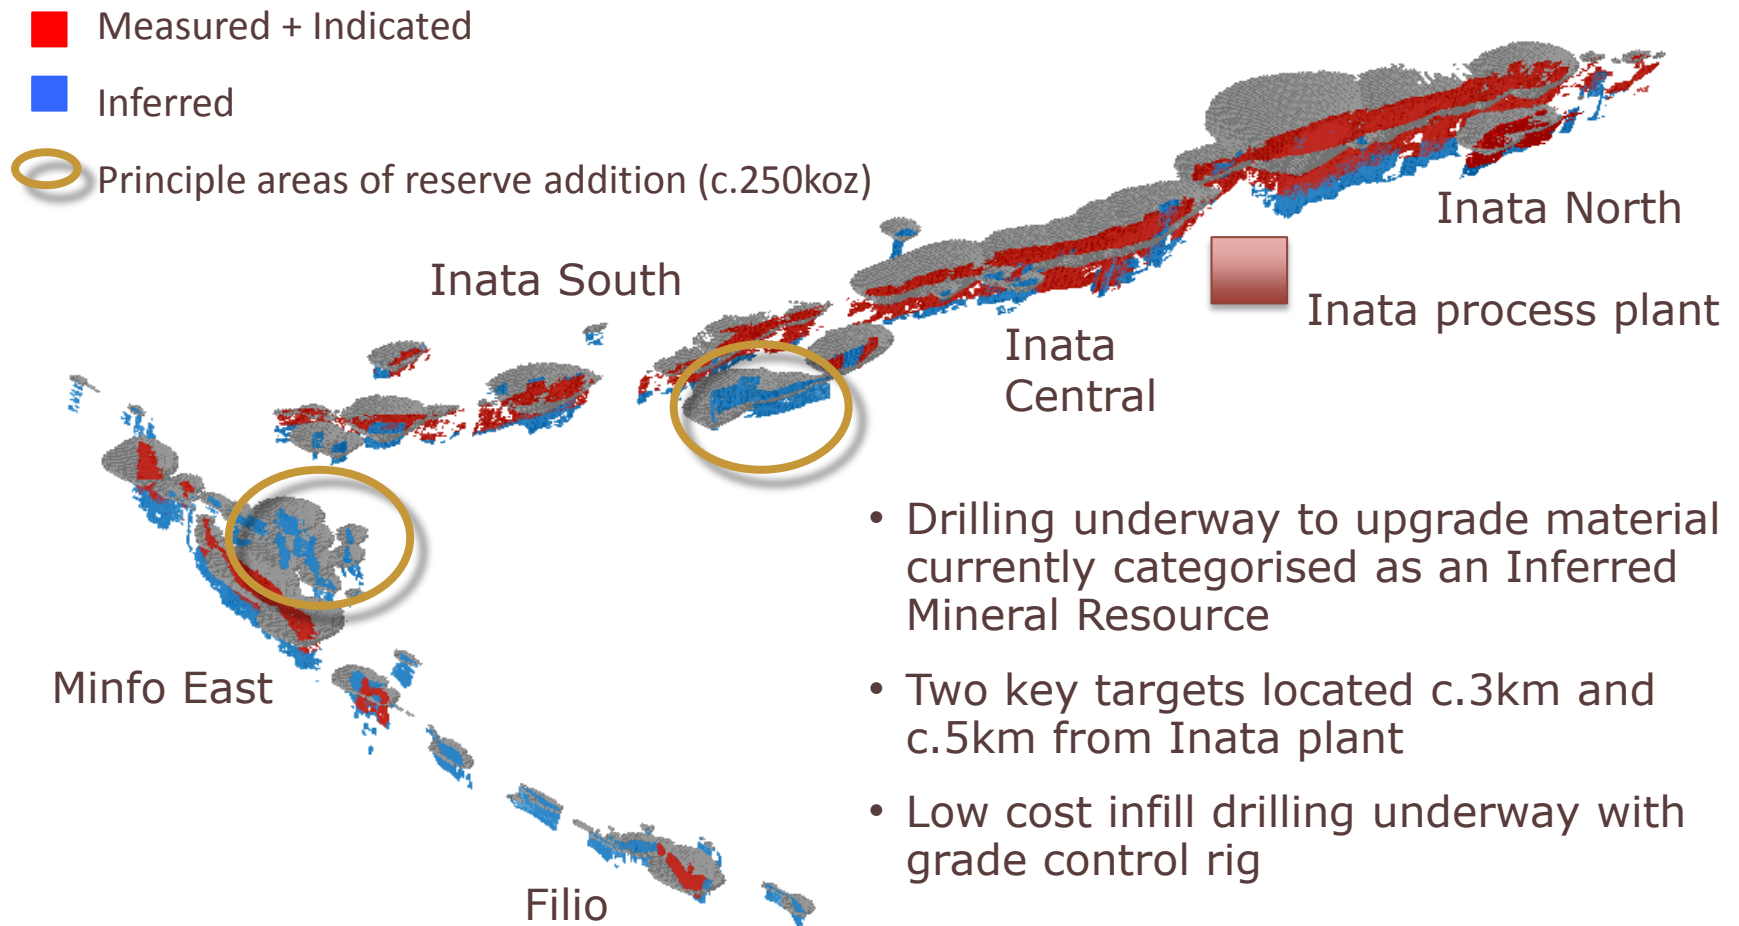 Measured + Indicated
Inferred
Principle areas of reserve addition (c.250koz)
Inata North
Inata South
Inata process plant
Inata
Central
• Drilling underway to upgrade material
currently categorised as an Inferred
Mineral Resource
Minfo East
• Two key targets located c.3km and
c.5km from Inata plant
• Low cost infill drilling underway with
grade control rig
Filio